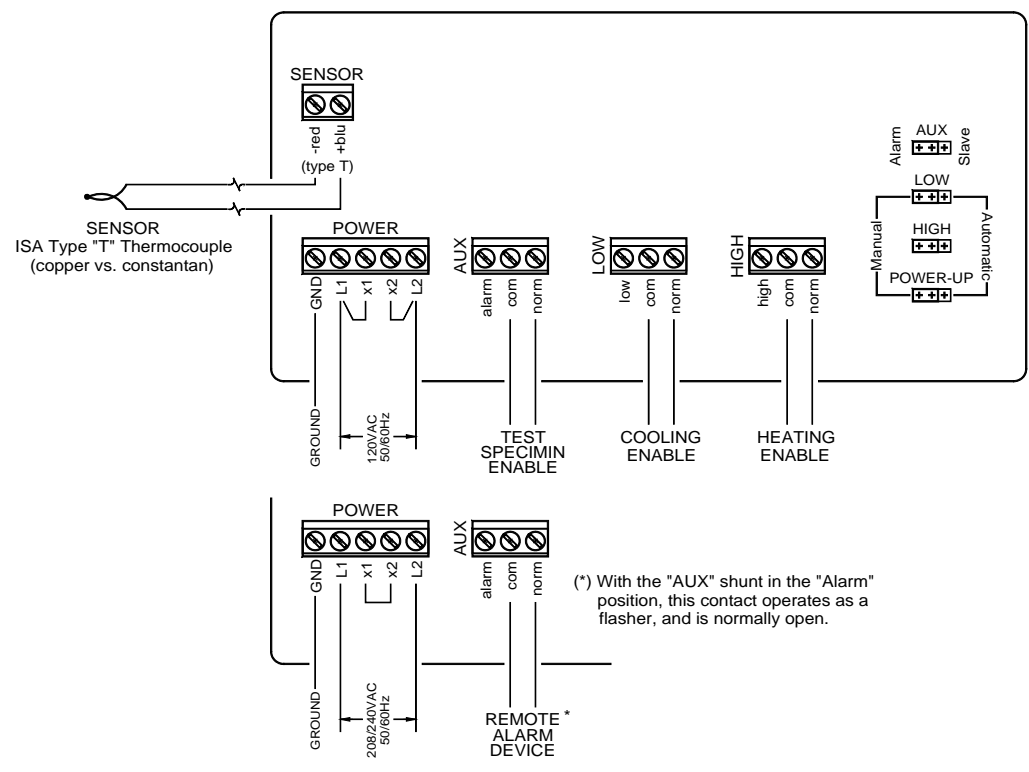 SENSOR
-red
+blu
(type T)
SENSOR
ISA Type "T" Thermocouple
(copper vs. constantan)
POWER
GND
L1
x1
x2
L2
GROUND
120VAC
50/60Hz
AUX
alarm
com
norm
TEST
SPECIMIN
ENABLE
LOW
low
com
norm
COOLING
ENABLE
HIGH
high
com
norm
HEATING
ENABLE
Alarm
AUX
Slave
LOW
Manual
HIGH
Automatic
POWER-UP
POWER
GND
L1
x1
x2
L2
GROUND
208/240VAC
50/60Hz
AUX
alarm
com
norm
REMOTE *
ALARM
DEVICE
(*) With the "AUX" shunt in the "Alarm"
position, this contact operates as a
flasher, and is normally open.